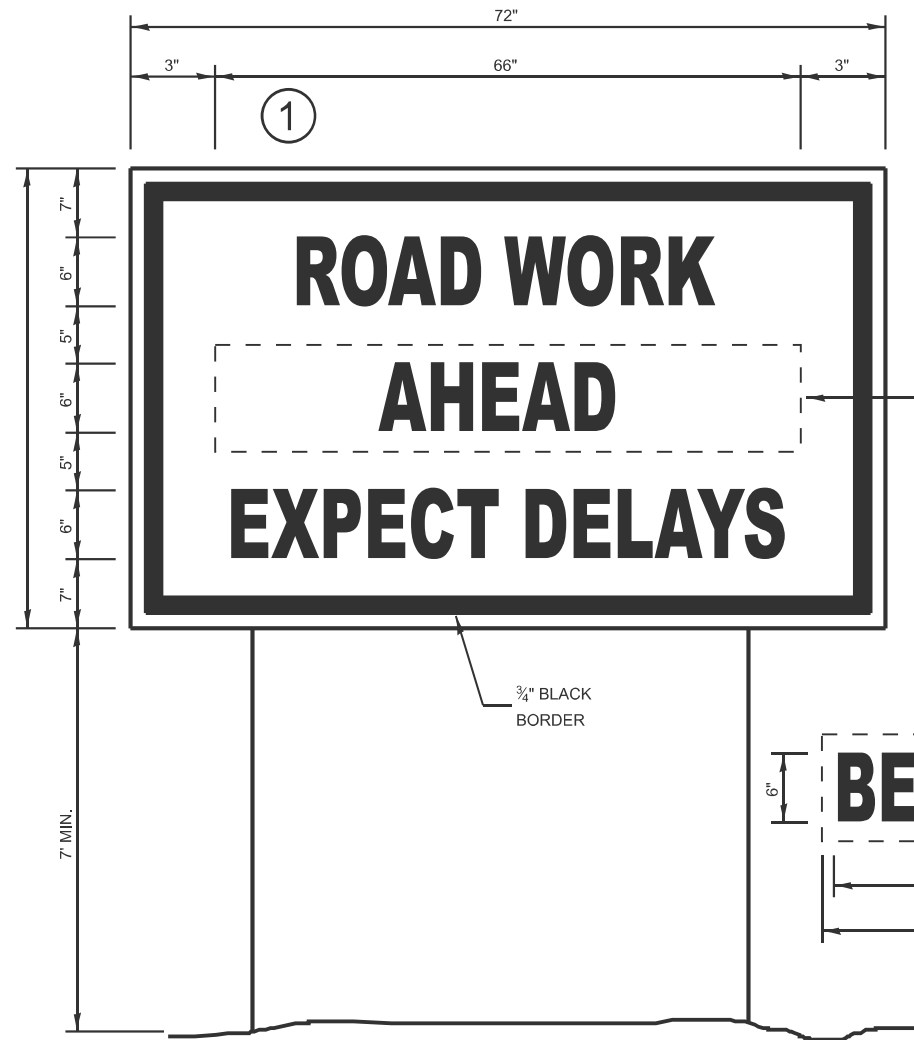 72"
3" 66" 3"
1
7"
6"
5"
6"
5"
6"
7"
ROAD WORK
AHEAD
EXPECT DELAYS
¾" BLACK
BORDER
7' MIN.
6"
BE